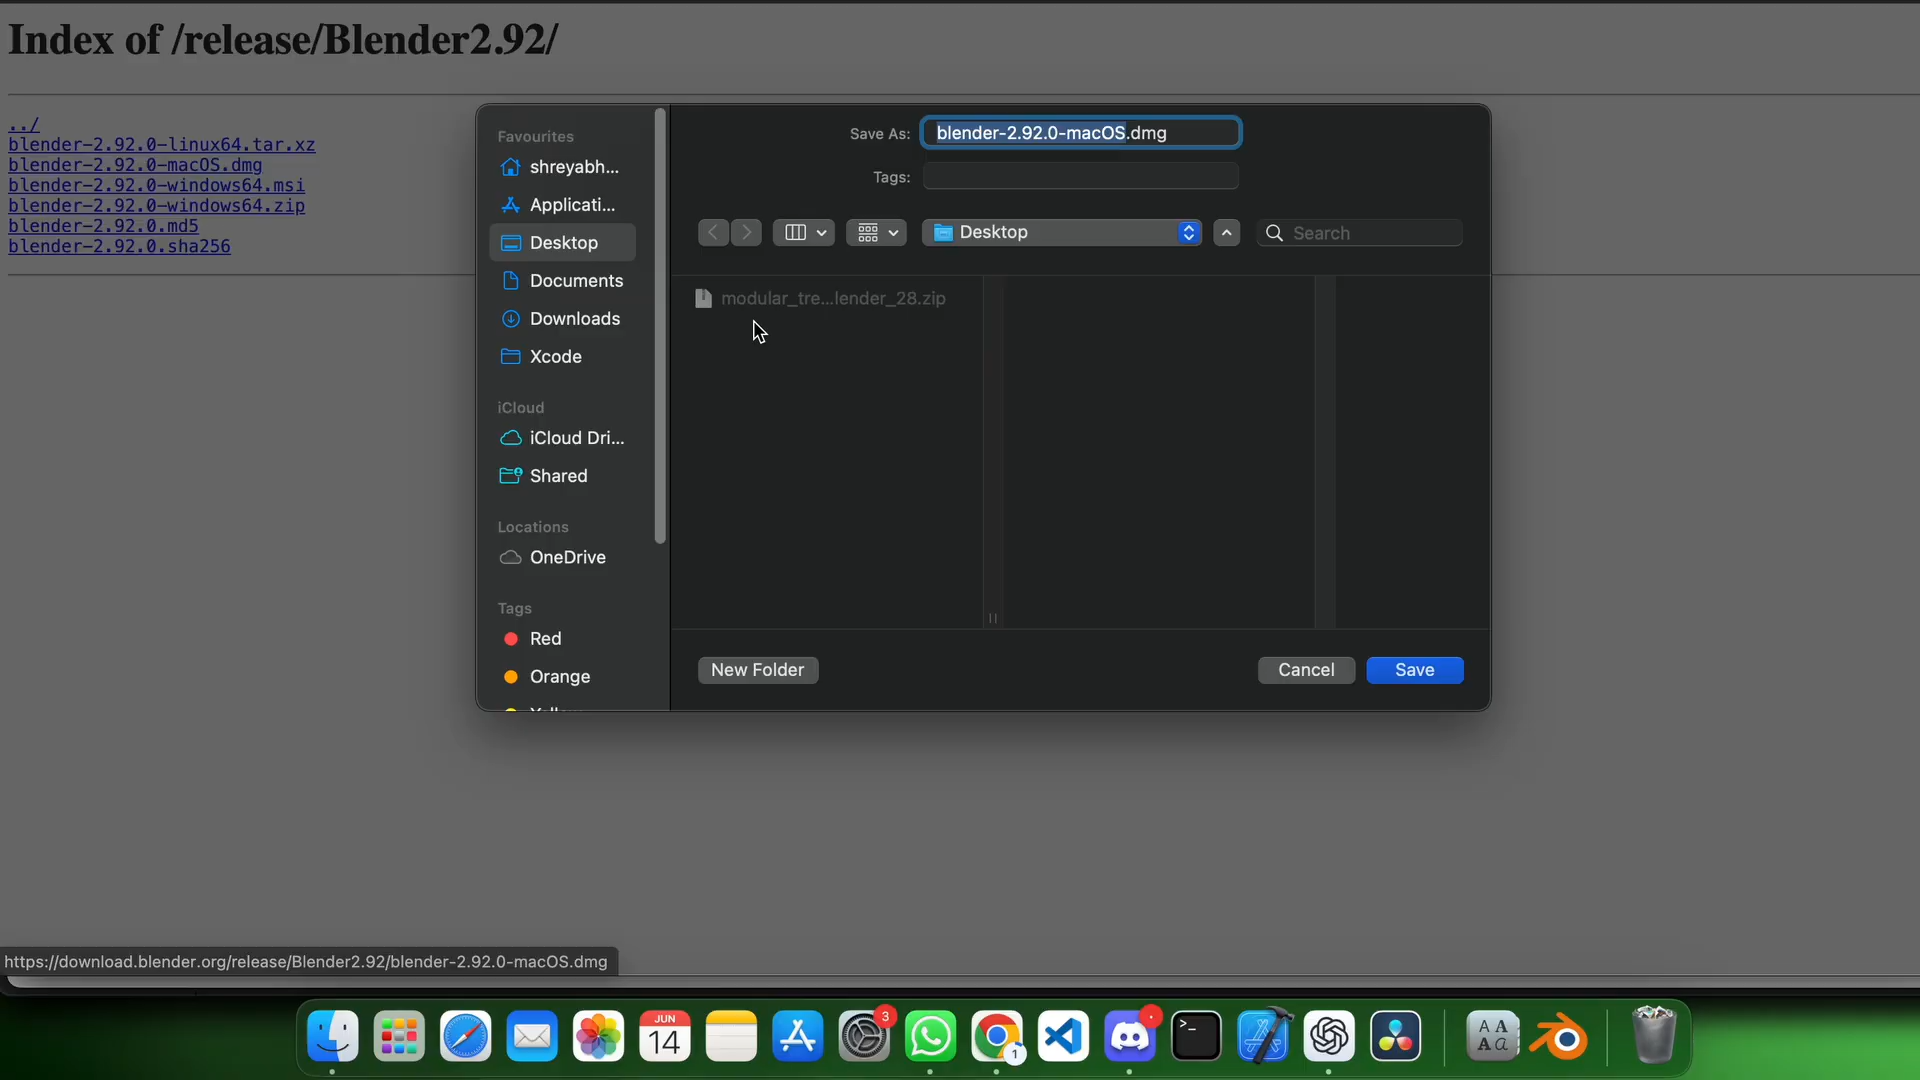 Index of /release/Blender2.92/
../
blender-2.92.0-linux64.tar.xz
blender-2.92.0-macOS.dmg
blender-2.92.0-windows64.msi
blender-2.92.0-windows64.zip
blender-2.92.0.md5
blender-2.92.0.sha256
Favourites
shreyabh...
Applicati...
Desktop
Documents
Downloads
Xcode
iCloud
iCloud Dri...
Shared
Locations
OneDrive
Tags
Red
Orange
Save As: blender-2.92.0-macOS.dmg
Tags:
Desktop
Search
modular_tre...lender_28.zip
New Folder
Cancel
Save
https://download.blender.org/release/Blender2.92/blender-2.92.0-macOS.dmg
JUN
14
3
1
>_
A A
A a